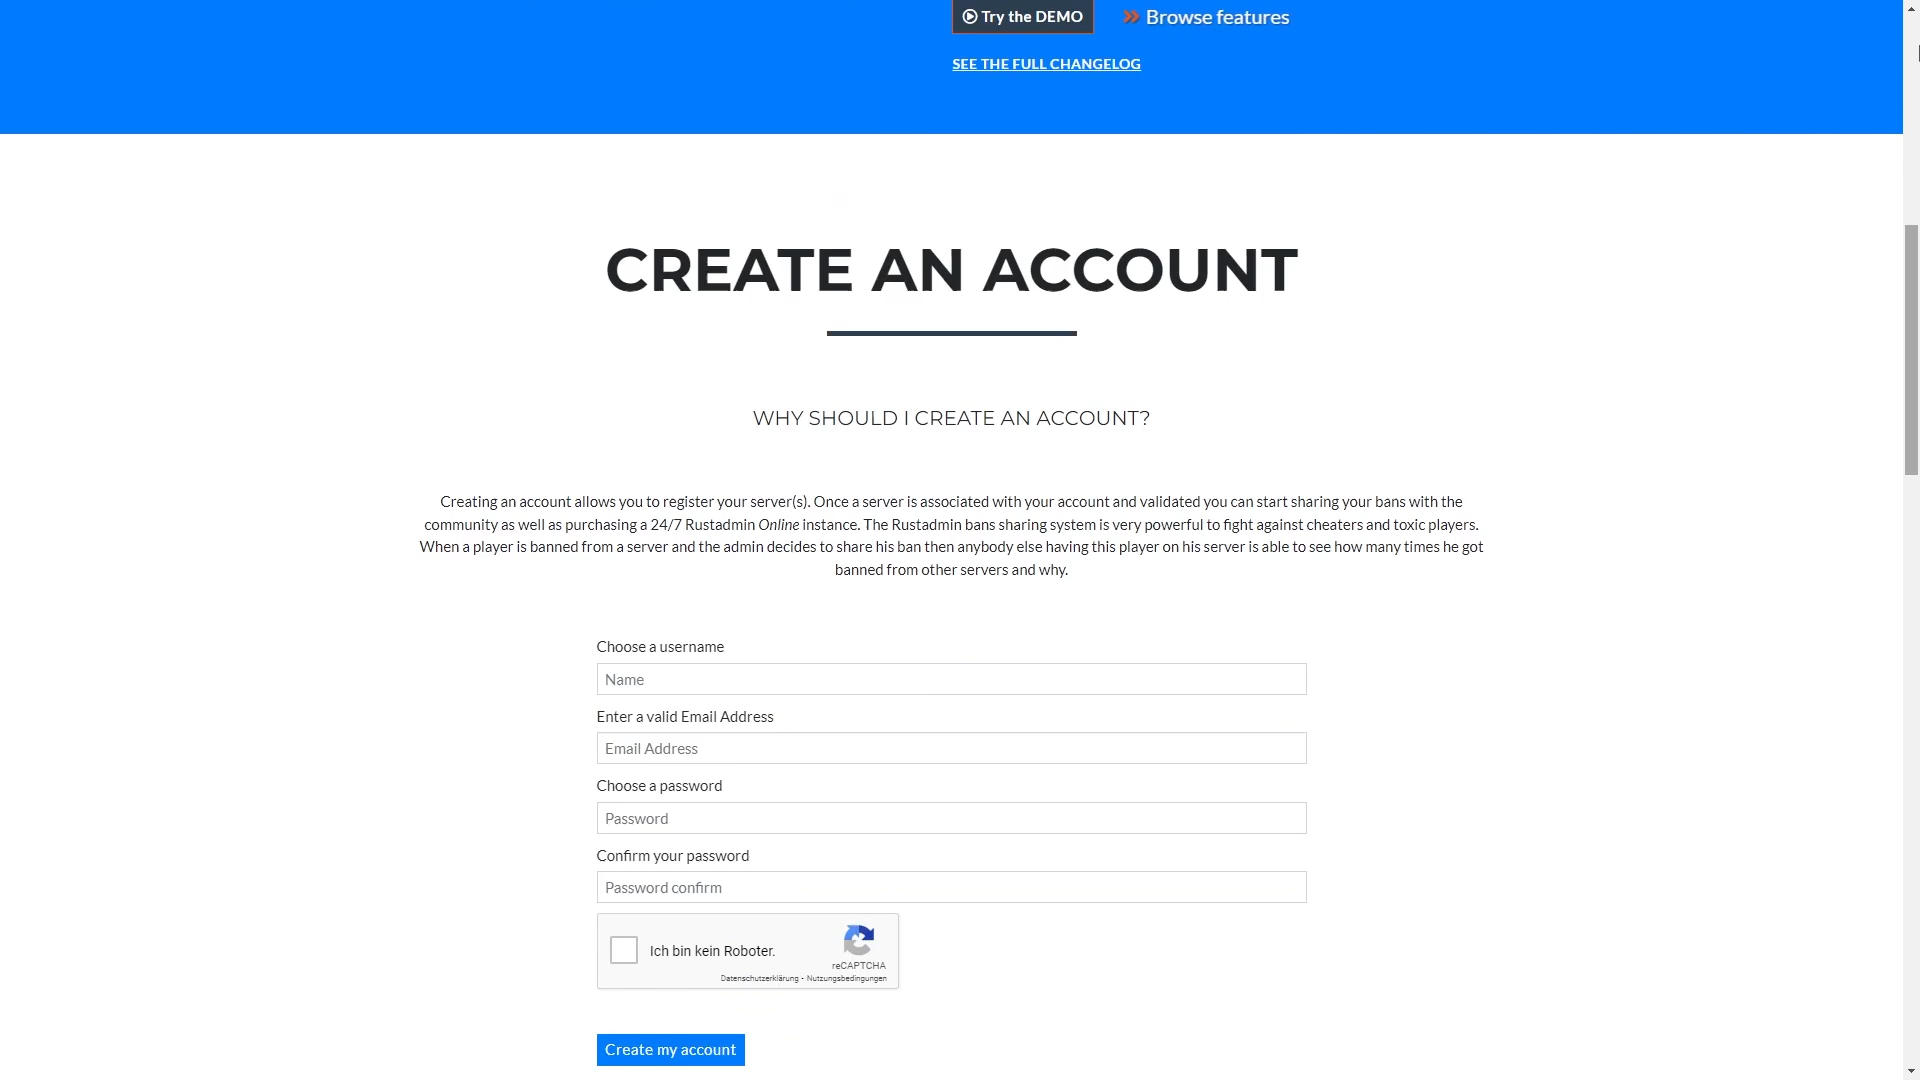 Try the DEMO
Browse features
SEE THE FULL CHANGELOG
CREATE AN ACCOUNT
WHY SHOULD I CREATE AN ACCOUNT?
Creating an account allows you to register your server(s). Once a server is associated with your account and validated you can start sharing your bans with the
community as well as purchasing a 24/7 Rustadmin Online instance. The Rustadmin bans sharing system is very powerful to fight against cheaters and toxic players.
When a player is banned from a server and the admin decides to share his ban then anybody else having this player on his server is able to see how many times he got
banned from other servers and why.
Choose a username
Name
Enter a valid Email Address
Email Address
Choose a password
Password
Confirm your password
Password confirm
Ich bin kein Roboter.
reCAPTCHA
Datenschutzerklärung - Nutzungsbedingungen
Create my account